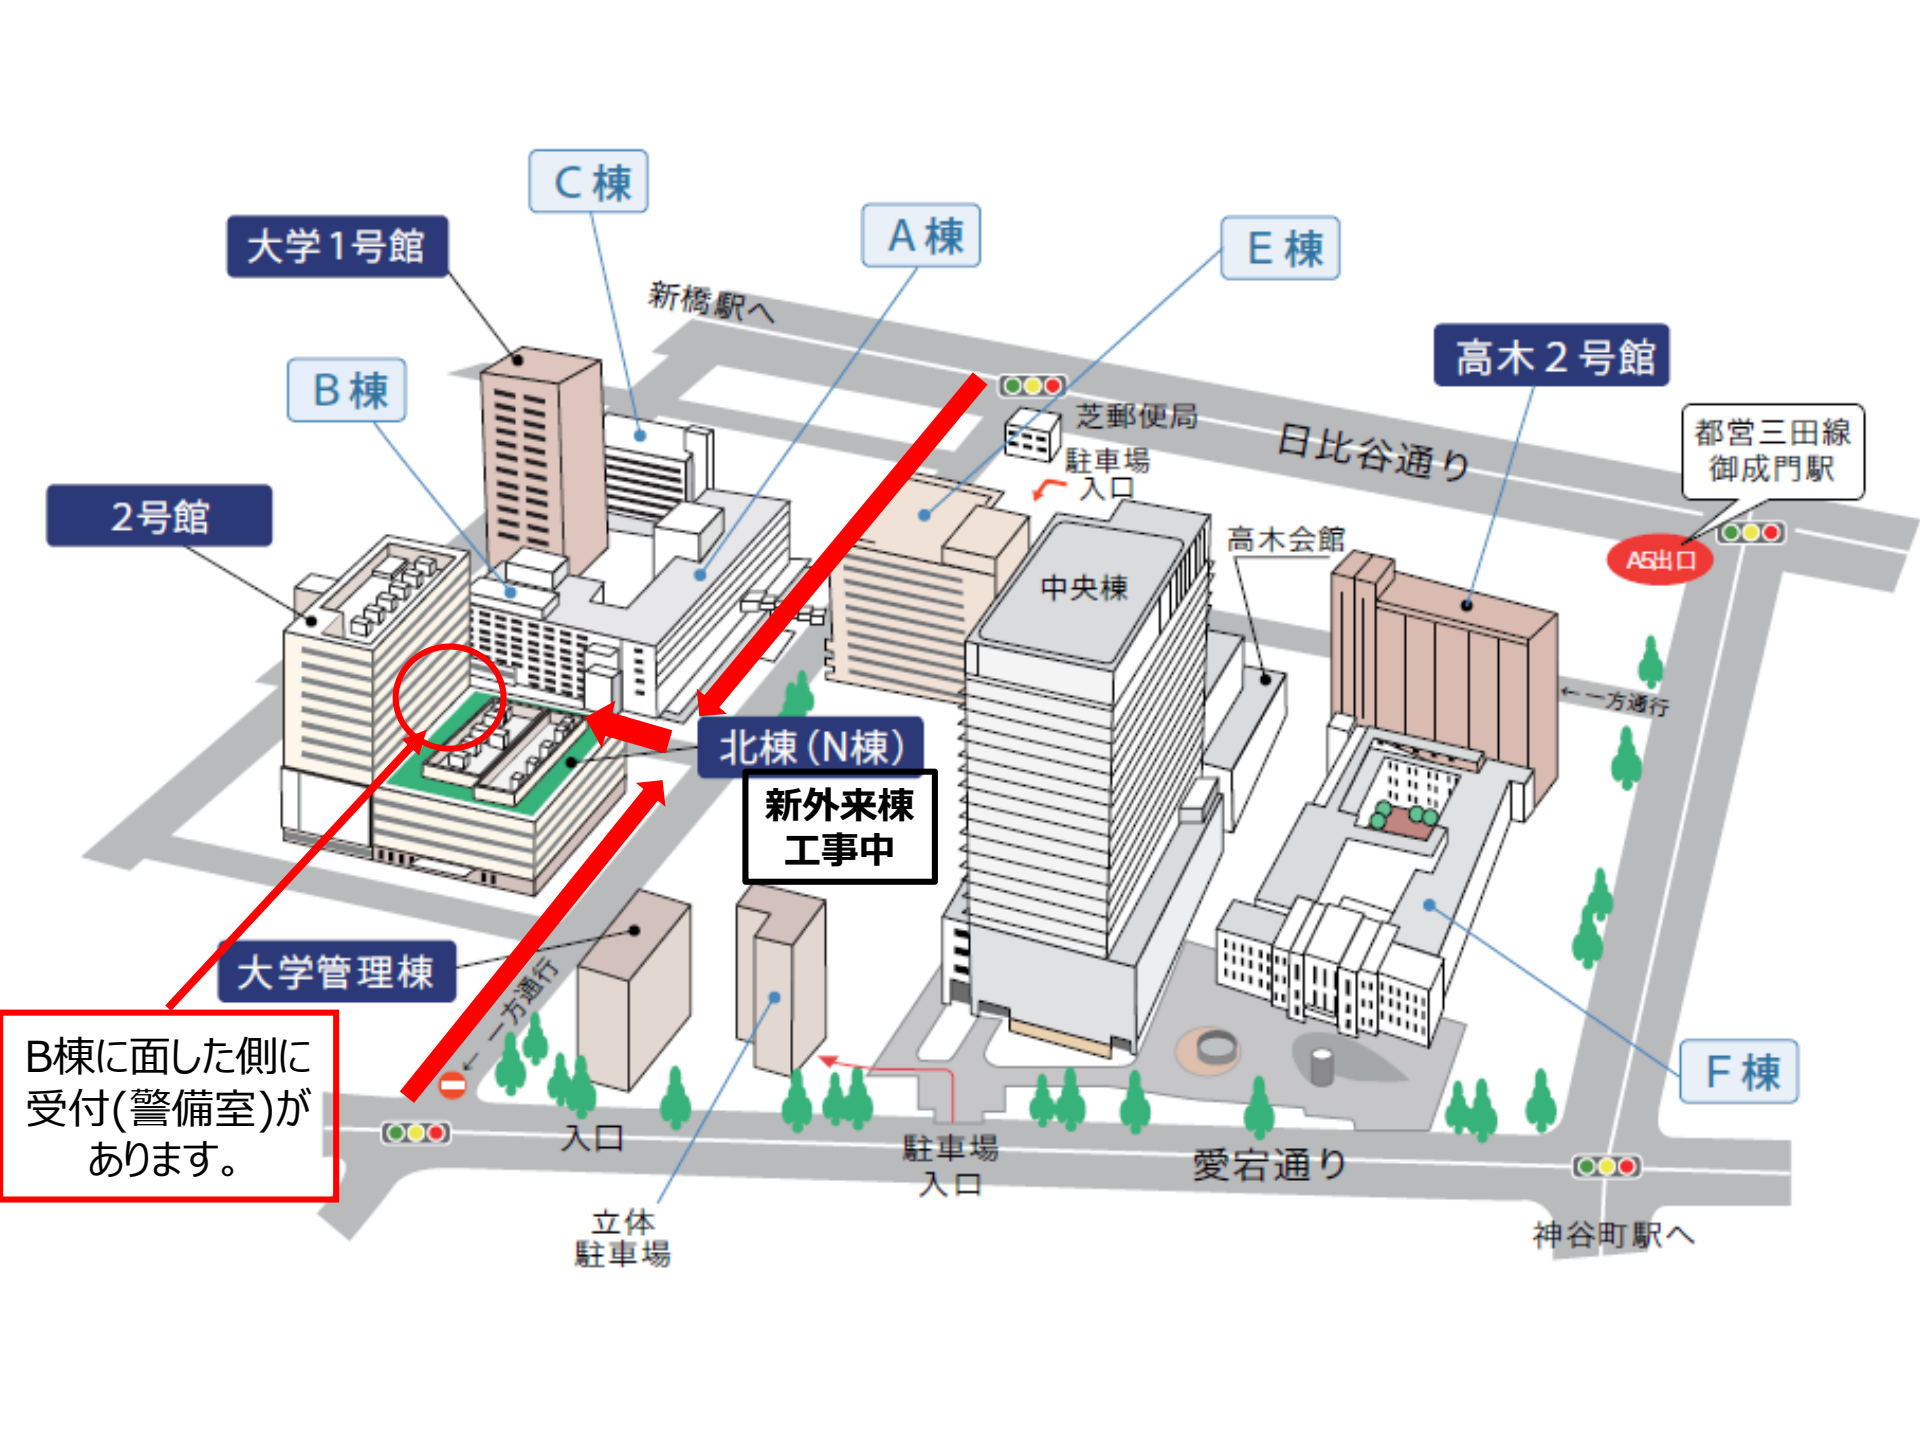 C棟
大学1号館
A棟
E棟
新橋駅へ
高木2号館
B棟
芝郵便局
日比谷通り
都営三田線
御成門駅
駐車場
入口
2号館
高木会館
A5出口
中央棟
←一方通行
北棟(N棟)
新外来棟
工事中
大学管理棟
←一方通行
B棟に面した側に
受付(警備室)が
あります。
F棟
入口
駐車場
入口
愛宕通り
立体
駐車場
神谷町駅へ